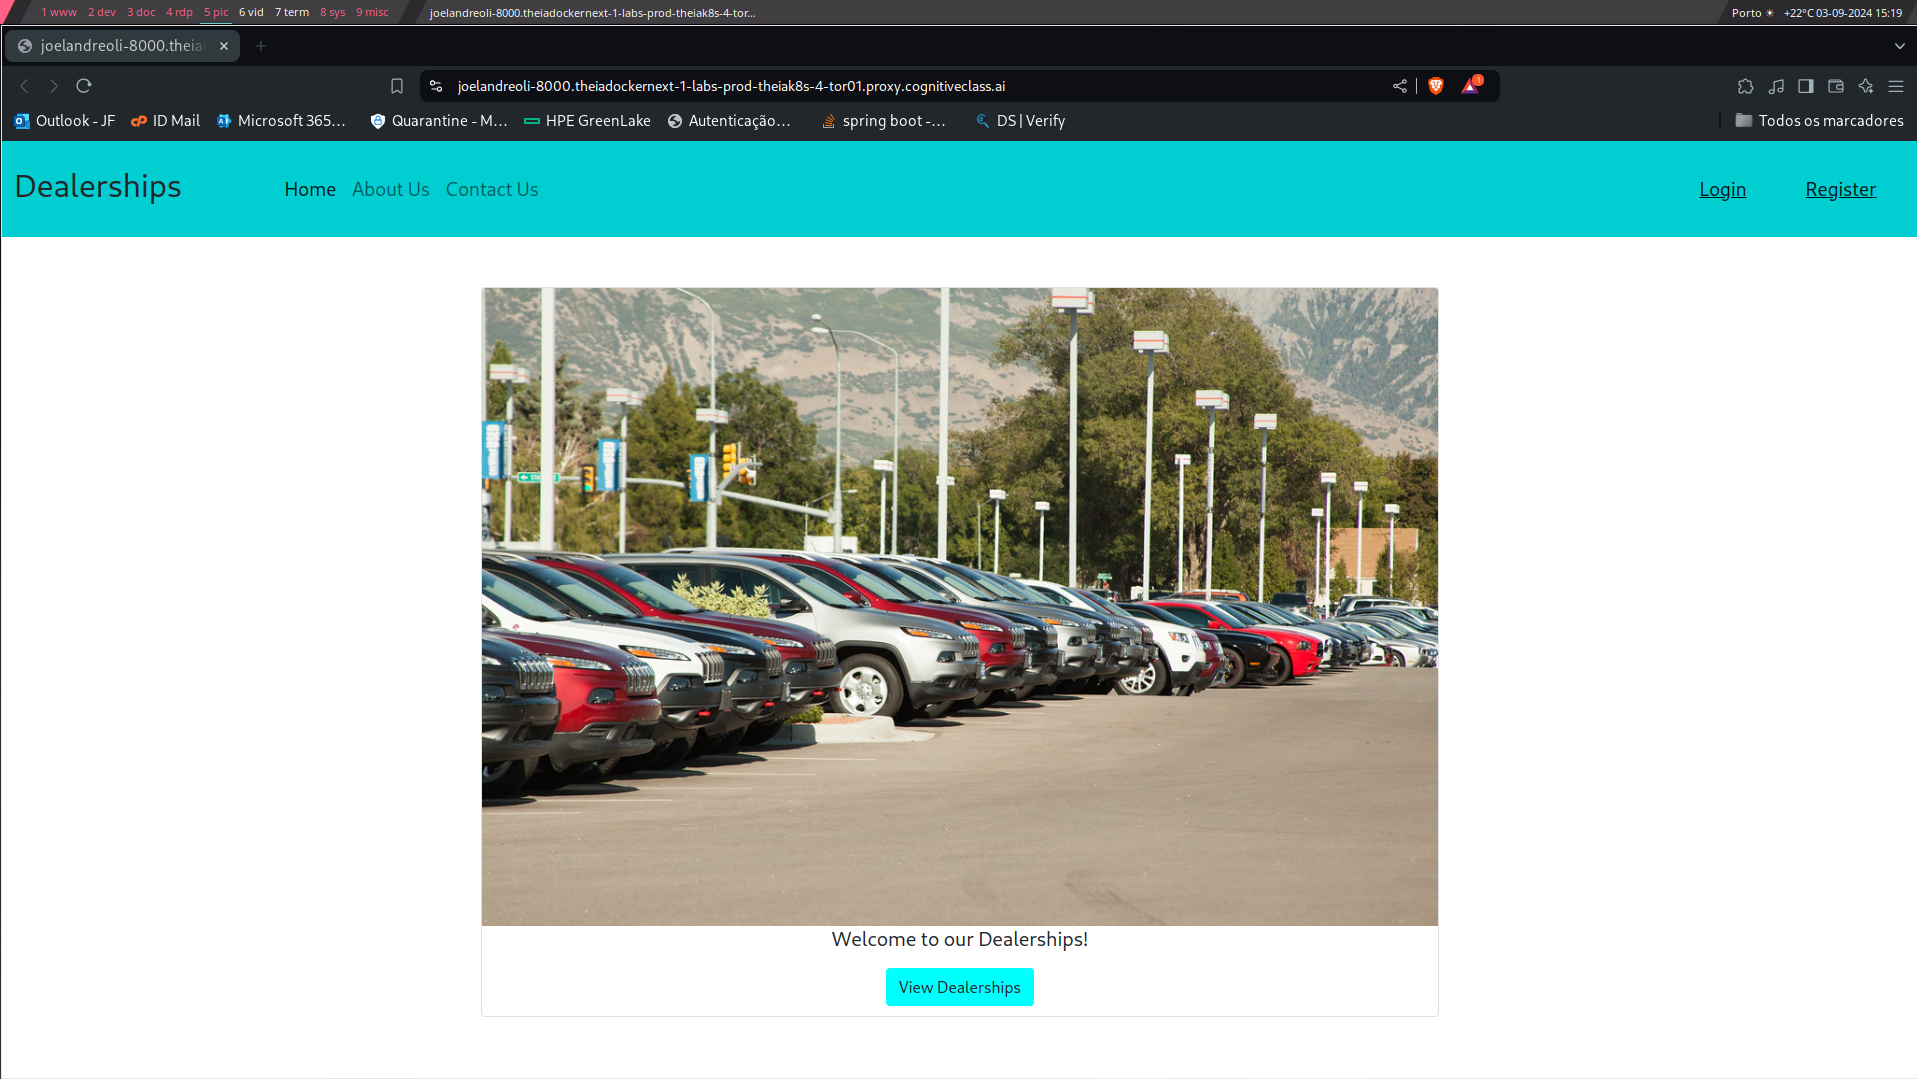 1 www 2 dev 3 doc 4 rdp 5 pic 6 vid 7 term 8 sys 9 misc joelandreoli-8000.theiadockernext-1-labs-prod-theiak8s-4-tor... Porto ☀ +22°C 03-09-2024 15:19
joelandreoli-8000.theia
joelandreoli-8000.theiadockernext-1-labs-prod-theiak8s-4-tor01.proxy.cognitiveclass.ai 1
Outlook - JF ID Mail Microsoft 365... Quarantine - M... HPE GreenLake Autenticação... spring boot -... DS | Verify Todos os marcadores
Dealerships Home About Us Contact Us Login Register
Welcome to our Dealerships!
View Dealerships